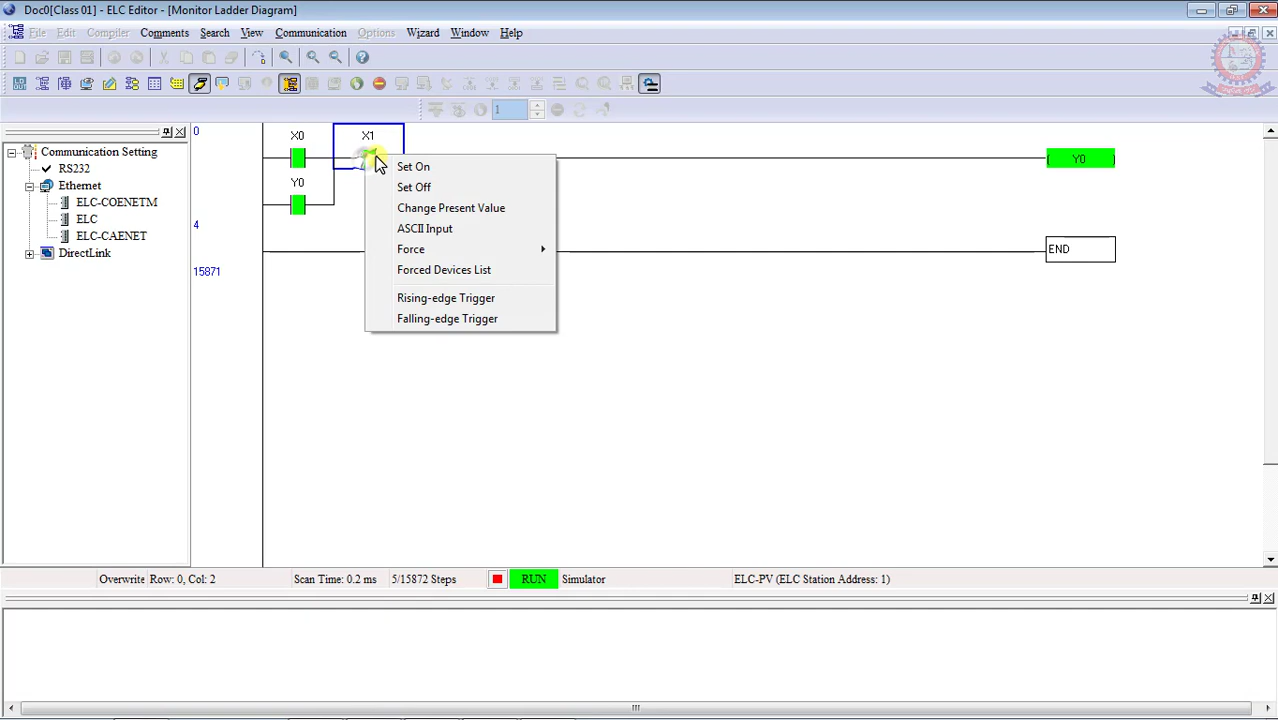 Doc0[Class 01] - ELC Editor - [Monitor Ladder Diagram]
File Edit Compiler Comments Search View Communication Options Wizard Window Help
1
Communication Setting
RS232
Ethernet
ELC-COENETM
ELC
ELC-CAENET
DirectLink
0
X0 X1
Y0
Y0
4
END
15871
Set On
Set Off
Change Present Value
ASCII Input
Force
Forced Devices List
Rising-edge Trigger
Falling-edge Trigger
Overwrite Row: 0, Col: 2 Scan Time: 0.2 ms 5/15872 Steps RUN Simulator ELC-PV (ELC Station Address: 1)